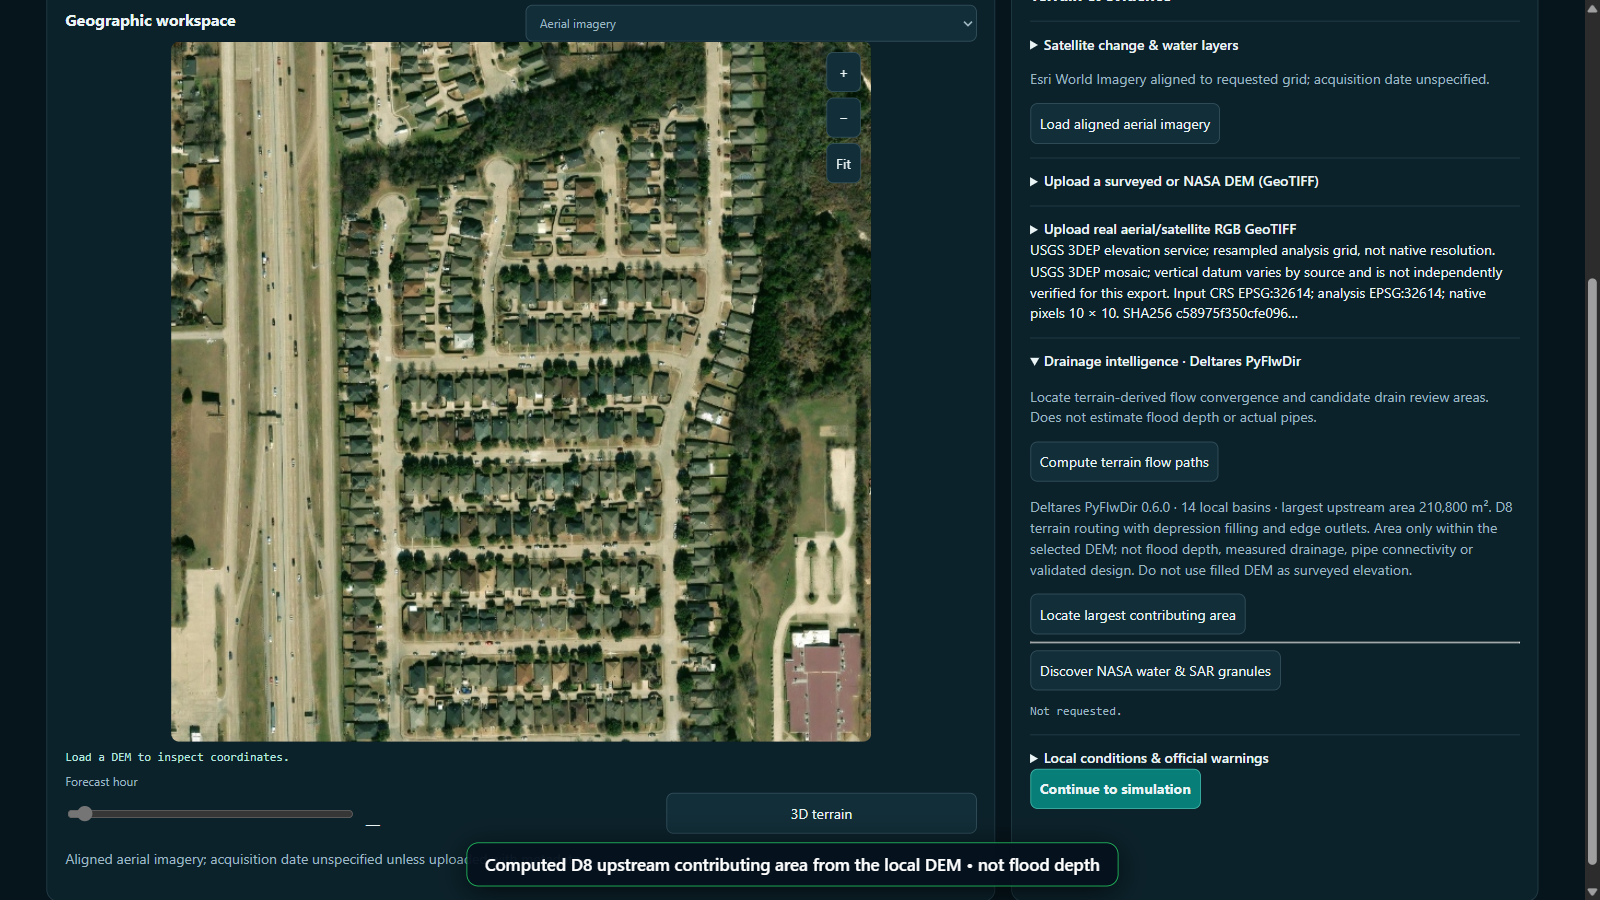 Geographic workspace
Aerial imagery
+
−
Fit
Load a DEM to inspect coordinates.
Forecast hour
—
3D terrain
Aligned aerial imagery; acquisition date unspecified unless
Satellite change & water layers
Esri World Imagery aligned to requested grid; acquisition date unspecified.
Load aligned aerial imagery
Upload a surveyed or NASA DEM (GeoTIFF)
Upload real aerial/satellite RGB GeoTIFF
USGS 3DEP elevation service; resampled analysis grid, not native resolution.
USGS 3DEP mosaic; vertical datum varies by source and is not independently
verified for this export. Input CRS EPSG:32614; analysis EPSG:32614; native
pixels 10 × 10. SHA256 c58975f350cfe096...
Drainage intelligence · Deltares PyFlwDir
Locate terrain-derived flow convergence and candidate drain review areas.
Does not estimate flood depth or actual pipes.
Compute terrain flow paths
Deltares PyFlwDir 0.6.0 · 14 local basins · largest upstream area 210,800 m². D8
terrain routing with depression filling and edge outlets. Area only within the
selected DEM; not flood depth, measured drainage, pipe connectivity or
validated design. Do not use filled DEM as surveyed elevation.
Locate largest contributing area
Discover NASA water & SAR granules
Not requested.
Local conditions & official warnings
Continue to simulation
Computed D8 upstream contributing area from the local DEM • not flood depth